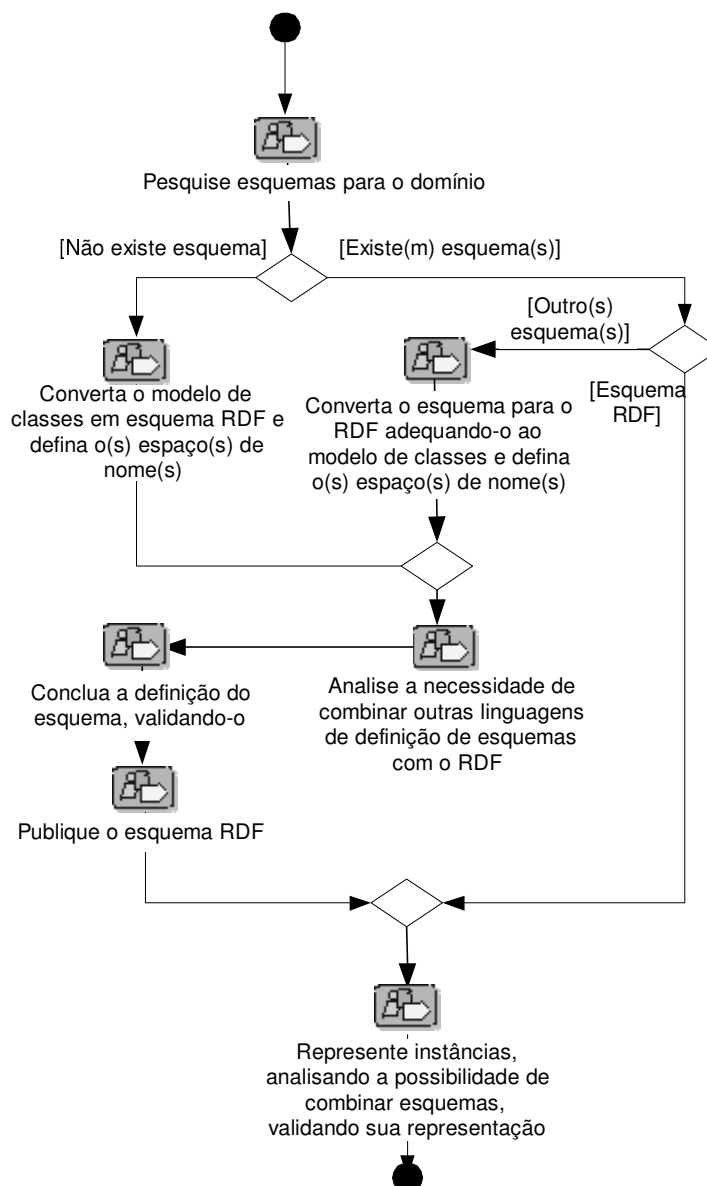 Pesquise esquemas para o domínio
[Não existe esquema]
[Existe(m) esquema(s)]
[Outro(s)
esquema(s)]
[Esquema
RDF]
Converta o modelo de
classes em esquema RDF e
defina o(s) espaço(s) de
nome(s)
Converta o esquema para o
RDF adequando-o ao
modelo de classes e defina
o(s) espaço(s) de nome(s)
Analise a necessidade de
combinar outras linguagens
de definição de esquemas
com o RDF
Conclua a definição do
esquema, validando-o
Publique o esquema RDF
Represente instâncias,
analisando a possibilidade de
combinar esquemas,
validando sua representação